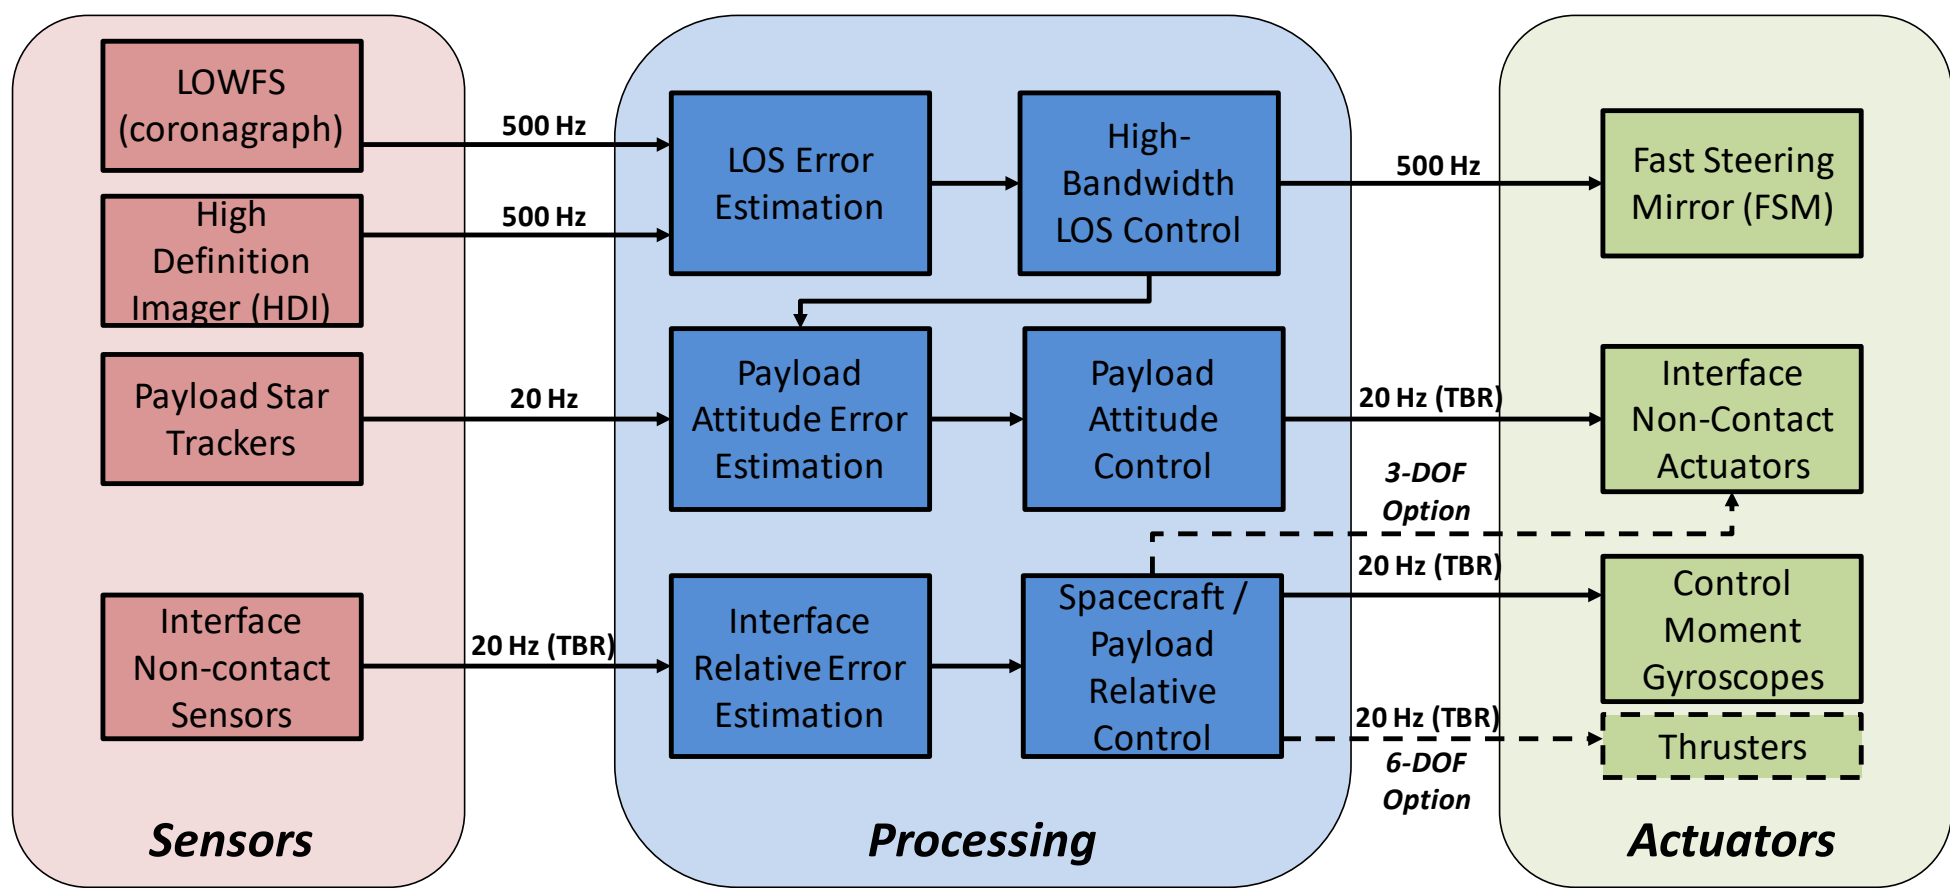 LOWFS
(coronagraph)
High
Definition
Imager (HDI)
Payload Star
Trackers
Interface
Non-contact
Sensors
Sensors
500 Hz
500 Hz
20 Hz
20 Hz (TBR)
LOS Error
Estimation
High-
Bandwidth
LOS Control
Payload
Attitude Error
Estimation
Payload
Attitude
Control
Interface
Relative Error
Estimation
Spacecraft /
Payload
Relative
Control
Processing
500 Hz
20 Hz (TBR)
3-DOF
Option
20 Hz (TBR)
20 Hz (TBR)
6-DOF
Option
Fast Steering
Mirror (FSM)
Interface
Non-Contact
Actuators
Control
Moment
Gyroscopes
Thrusters
Actuators